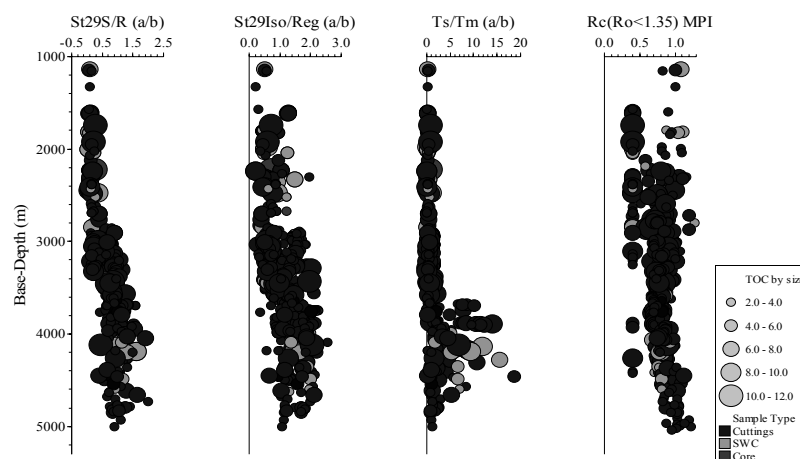 St29S/R (a/b)
St29Iso/Reg (a/b)
Ts/Tm (a/b)
Rc(Ro<1.35) MPI
-0.5 0.5 1.5 2.5
0.0 1.0 2.0 3.0
0 5 10 15 20
0.0 0.5 1.0
1000
2000
3000
4000
5000
Base-Depth (m)
TOC by siz
2.0 - 4.0
4.0 - 6.0
6.0 - 8.0
8.0 - 10.0
10.0 - 12.0
Sample Type
Cuttings
SWC
Core